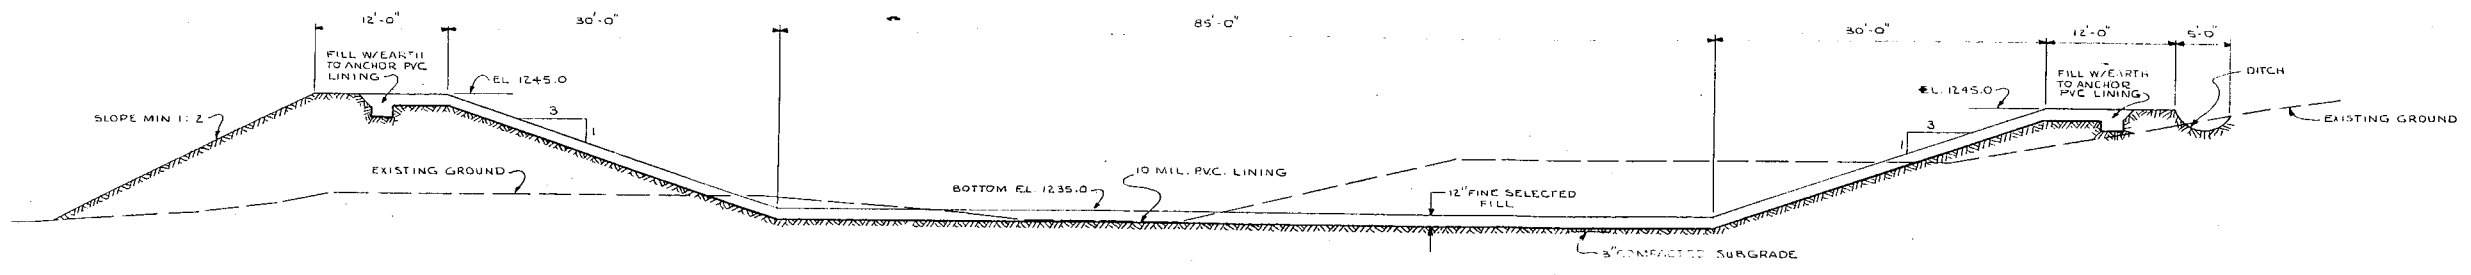 12'-0"
30'-0"
85'-0"
30'-0"
12'-0"
5'-0"
FILL W/EARTH
TO ANCHOR PVC
LINING
EL 1245.0
3
1
SLOPE MIN 1:2
EXISTING GROUND
BOTTOM EL. 1235.0
10 MIL. P.V.C. LINING
12" FINE SELECTED
FILL
3" COMPACTED SUBGRADE
EL. 1245.0
3
1
FILL W/EARTH
TO ANCHOR
PVC LINING
DITCH
EXISTING GROUND